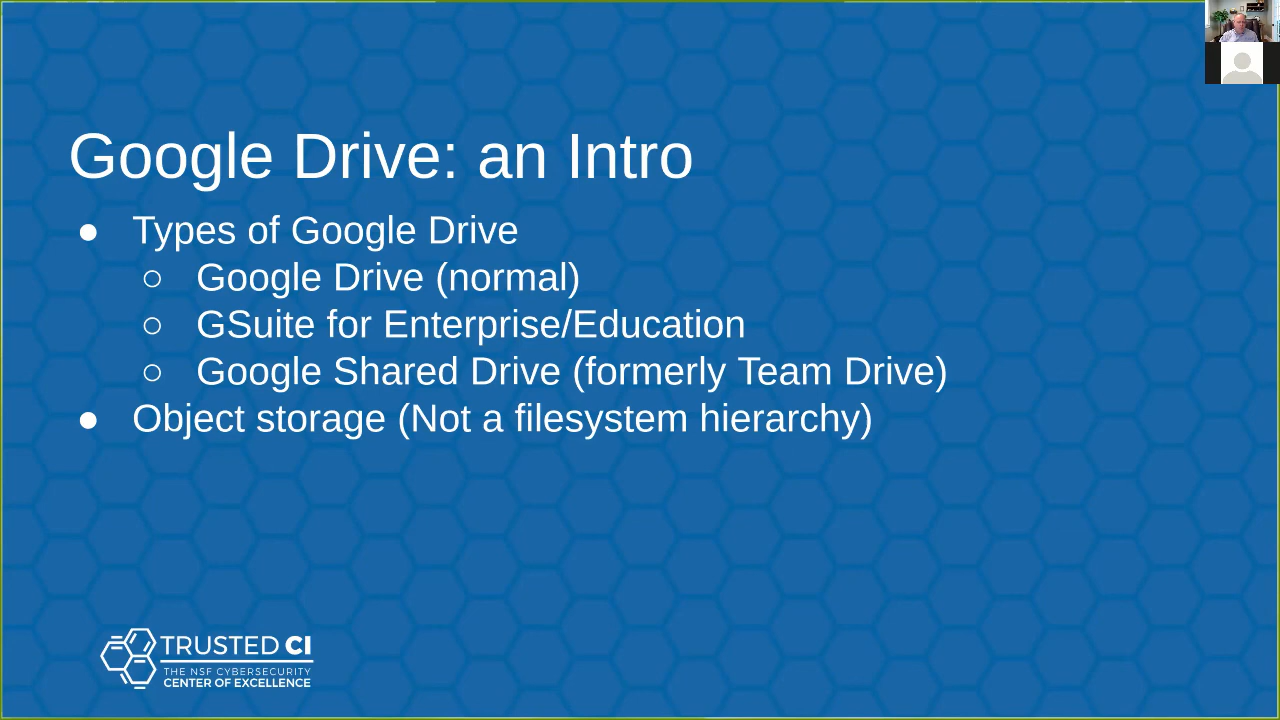 Google Drive: an Intro
● Types of Google Drive
○ Google Drive (normal)
○ GSuite for Enterprise/Education
○ Google Shared Drive (formerly Team Drive)
● Object storage (Not a filesystem hierarchy)
TRUSTED CI
THE NSF CYBERSECURITY
CENTER OF EXCELLENCE